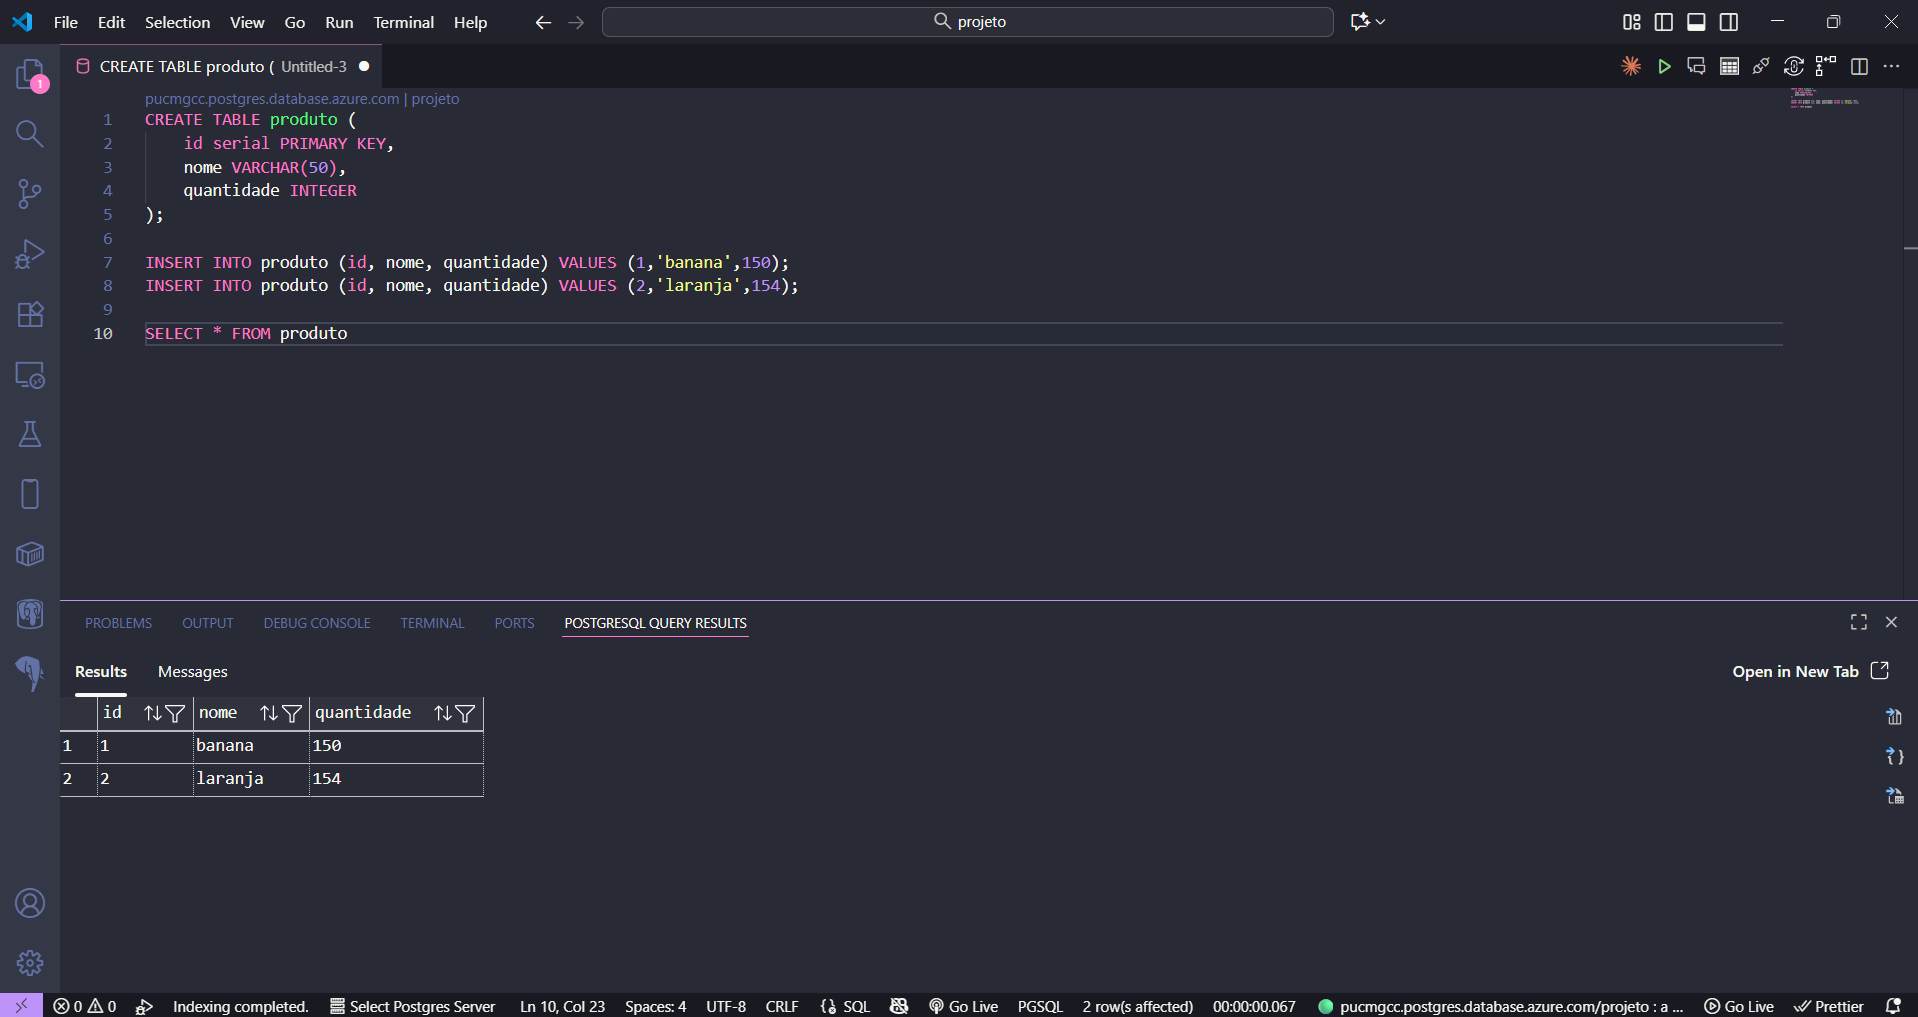 File Edit Selection View Go Run Terminal Help projeto
CREATE TABLE produto ( Untitled-3
1
pucmgcc.postgres.database.azure.com | projeto
1 CREATE TABLE produto (
2 id serial PRIMARY KEY,
3 nome VARCHAR(50),
4 quantidade INTEGER
5 );
6
7 INSERT INTO produto (id, nome, quantidade) VALUES (1,'banana',150);
8 INSERT INTO produto (id, nome, quantidade) VALUES (2,'laranja',154);
9
10 SELECT * FROM produto
PROBLEMS OUTPUT DEBUG CONSOLE TERMINAL PORTS POSTGRESQL QUERY RESULTS
Results Messages Open in New Tab
id nome quantidade
1 1 banana 150
2 2 laranja 154
0 0 Indexing completed. Select Postgres Server Ln 10, Col 23 Spaces: 4 UTF-8 CRLF SQL Go Live PGSQL 2 row(s affected) 00:00:00.067 pucmgcc.postgres.database.azure.com/projeto : a ... Go Live Prettier